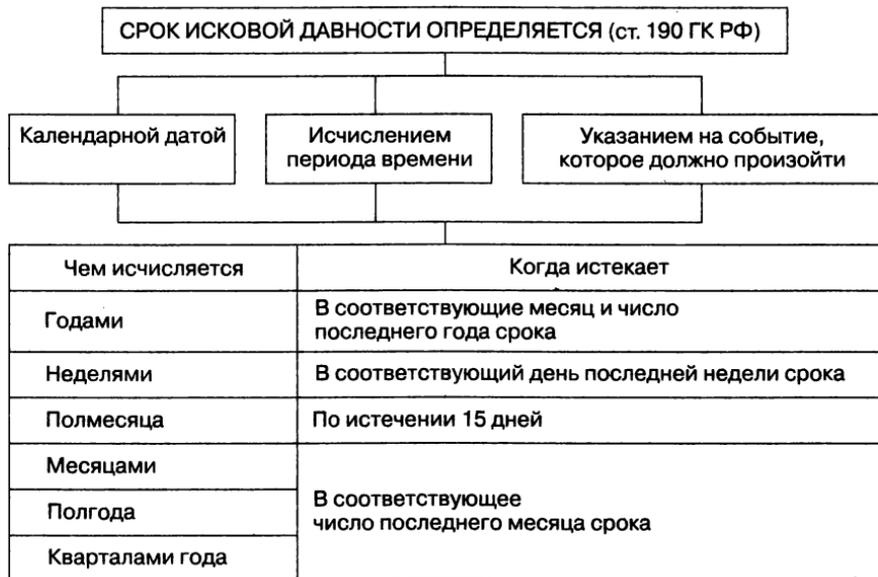 СРОК ИСКОВОЙ ДАВНОСТИ ОПРЕДЕЛЯЕТСЯ (ст. 190 ГК РФ)
Календарной датой
Исчислением
периода времени
Указанием на событие,
которое должно произойти
Чем исчисляется
Когда истекает
Годами
В соответствующие месяц и число
последнего года срока
Неделями
В соответствующий день последней недели срока
Полмесяца
По истечении 15 дней
Месяцами
Полгода
Кварталами года
В соответствующее
число последнего месяца срока